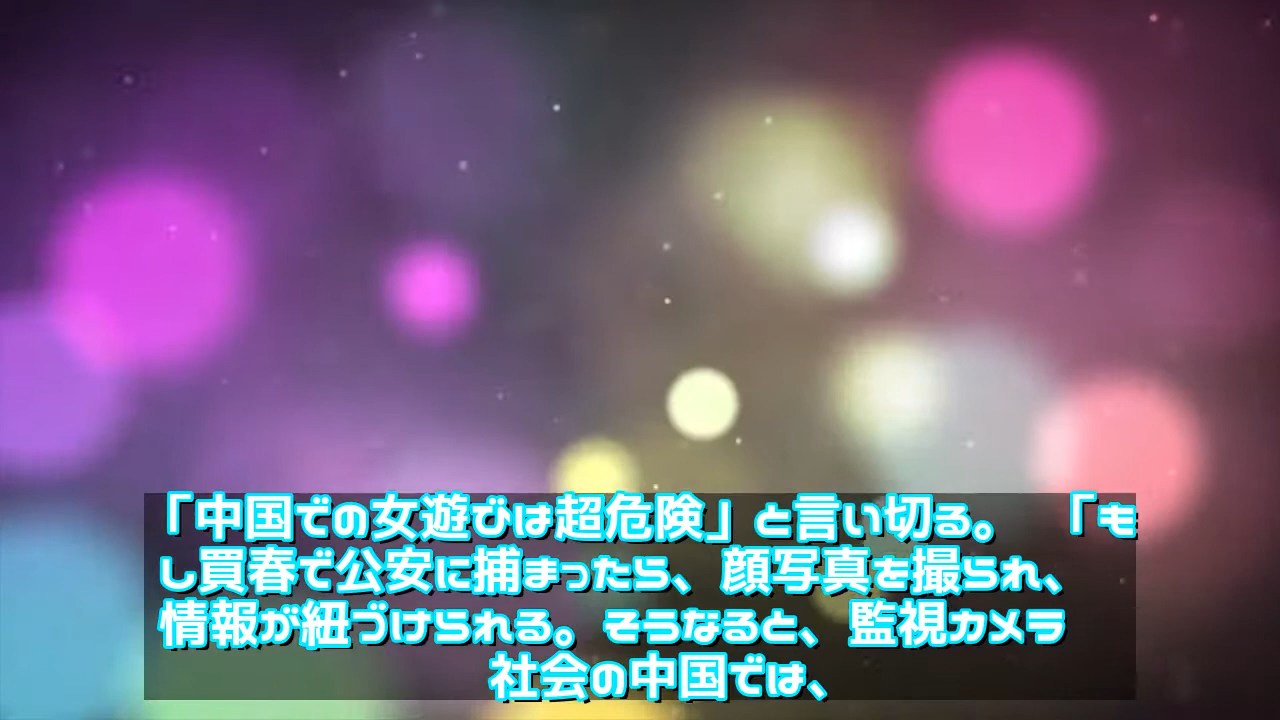 「中国での女遊びは超危険」と言い切る。　「も
し買春で公安に捕まったら、顔写真を撮られ、
情報が紐づけられる。そうなると、監視カメラ
社会の中国では、